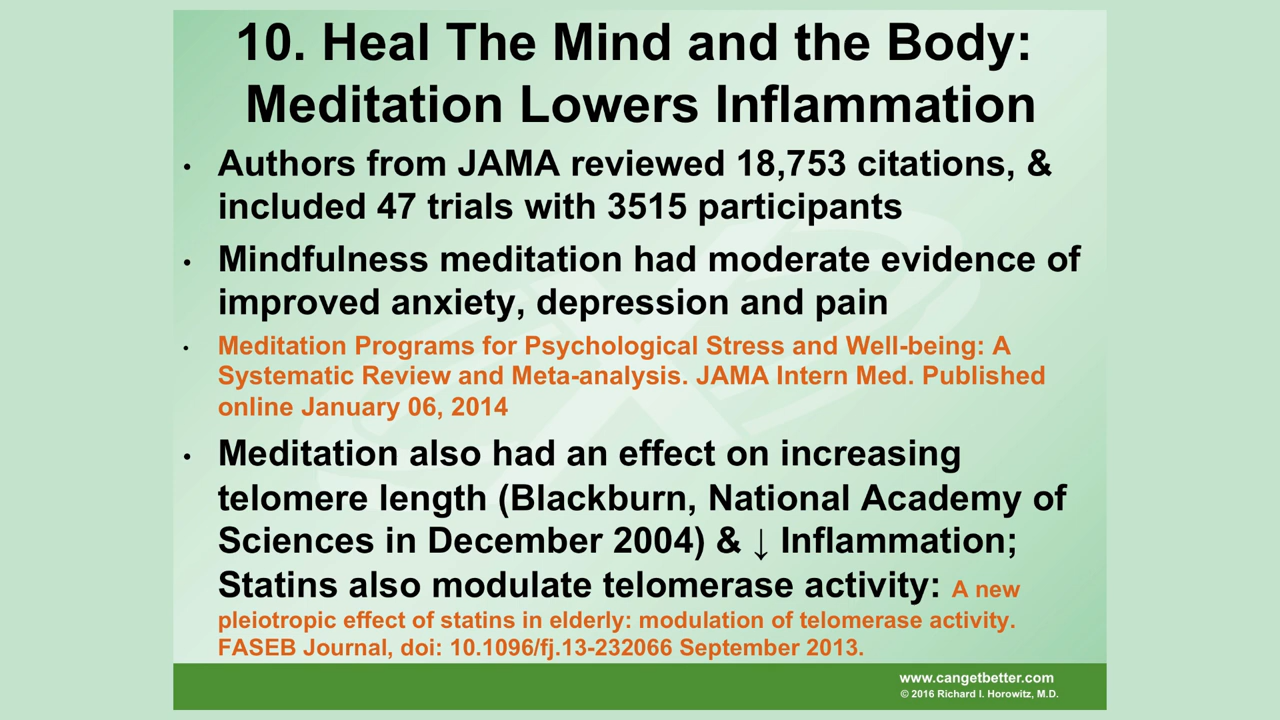 10. Heal The Mind and the Body:
Meditation Lowers Inflammation
• Authors from JAMA reviewed 18,753 citations, &
included 47 trials with 3515 participants
• Mindfulness meditation had moderate evidence of
improved anxiety, depression and pain
• Meditation Programs for Psychological Stress and Well-being: A
Systematic Review and Meta-analysis. JAMA Intern Med. Published
online January 06, 2014
• Meditation also had an effect on increasing
telomere length (Blackburn, National Academy of
Sciences in December 2004) & ↓ Inflammation;
Statins also modulate telomerase activity: A new
pleiotropic effect of statins in elderly: modulation of telomerase activity.
FASEB Journal, doi: 10.1096/fj.13-232066 September 2013.
www.cangetbetter.com
© 2016 Richard I. Horowitz, M.D.